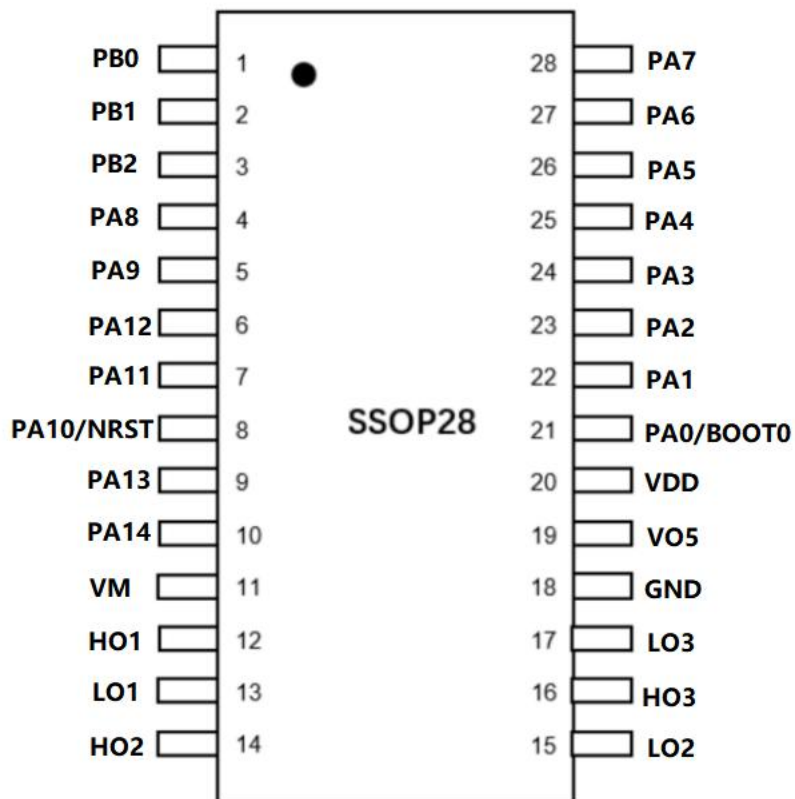 PB0 1 28 PA7
PB1 2 27 PA6
PB2 3 26 PA5
PA8 4 25 PA4
PA9 5 24 PA3
PA12 6 23 PA2
PA11 7 22 PA1
SSOP28
PA10/NRST 8 21 PA0/BOOT0
PA13 9 20 VDD
PA14 10 19 VO5
VM 11 18 GND
HO1 12 17 LO3
LO1 13 16 HO3
HO2 14 15 LO2